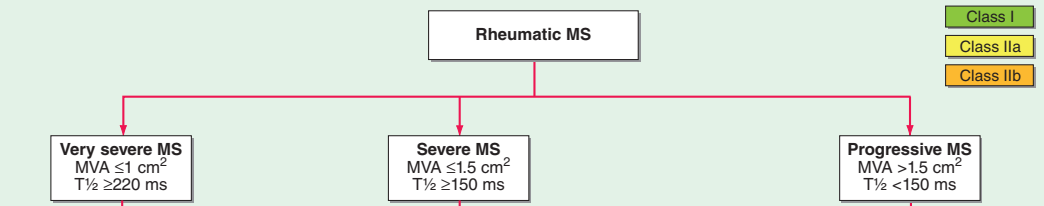 Rheumatic MS
Class I
Class IIa
Class IIb
Very severe MS
MVA ≤1 cm²
T½ ≥220 ms
Severe MS
MVA ≤1.5 cm²
T½ ≥150 ms
Progressive MS
MVA >1.5 cm²
T½ <150 ms